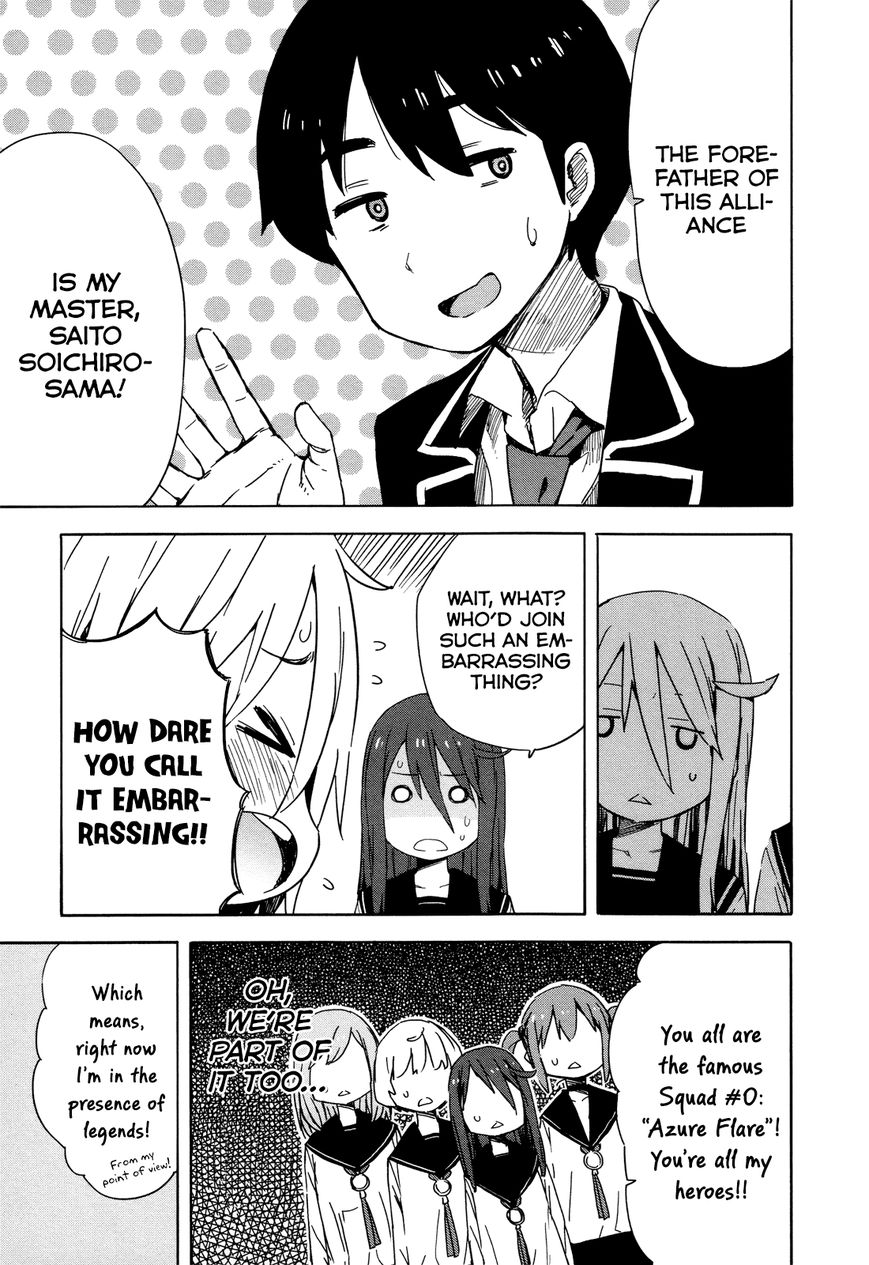 THE FORE-
FATHER OF
THIS ALLI-
ANCE
IS MY
MASTER,
SAITO
SOICHIRO-
SAMA!
WAIT, WHAT?
WHO'D JOIN
SUCH AN EM-
BARRASSING
THING?
HOW DARE
YOU CALL
IT EMBAR-
RASSING!!
You all are
the famous
Squad #0:
"Azure Flare"!
You're all my
heroes!!
OH,
WE'RE
PART OF
IT TOO...
Which
means,
right now
I'm in the
presence of
legends!
From my
point of view!